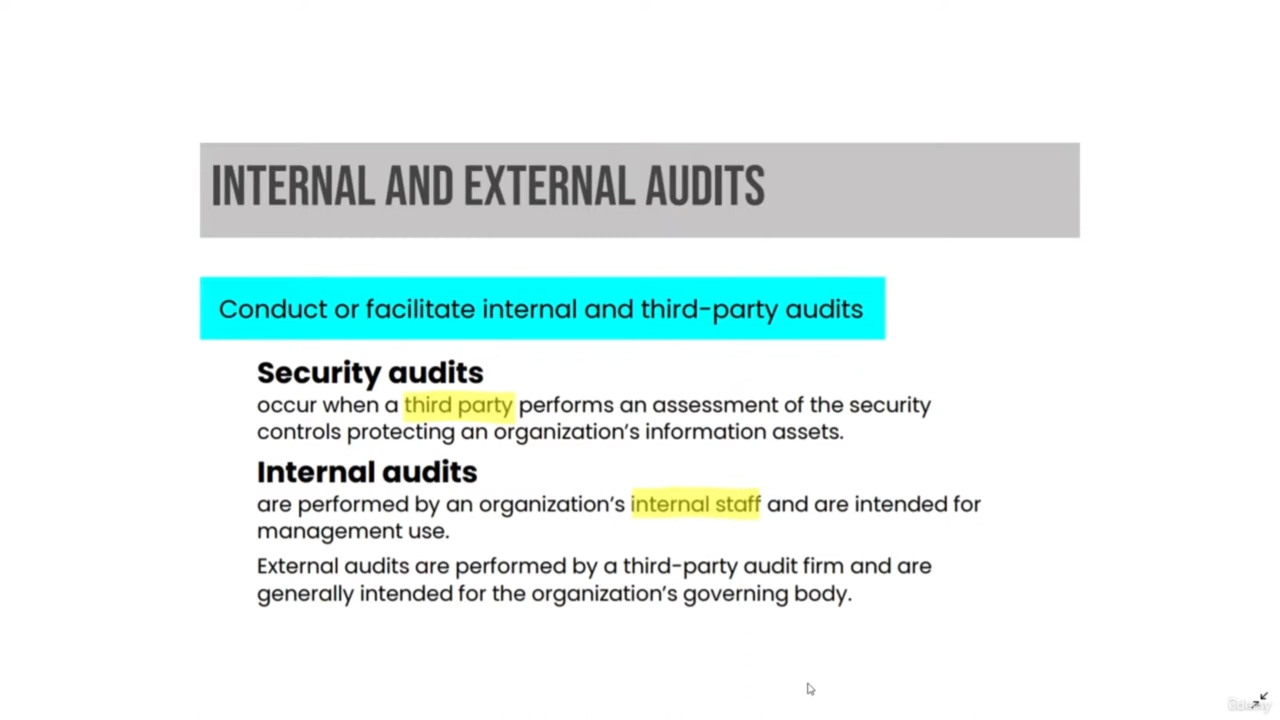 INTERNAL AND EXTERNAL AUDITS
Conduct or facilitate internal and third-party audits
Security audits
occur when a third party performs an assessment of the security
controls protecting an organization's information assets.
Internal audits
are performed by an organization's internal staff and are intended for
management use.
External audits are performed by a third-party audit firm and are
generally intended for the organization's governing body.